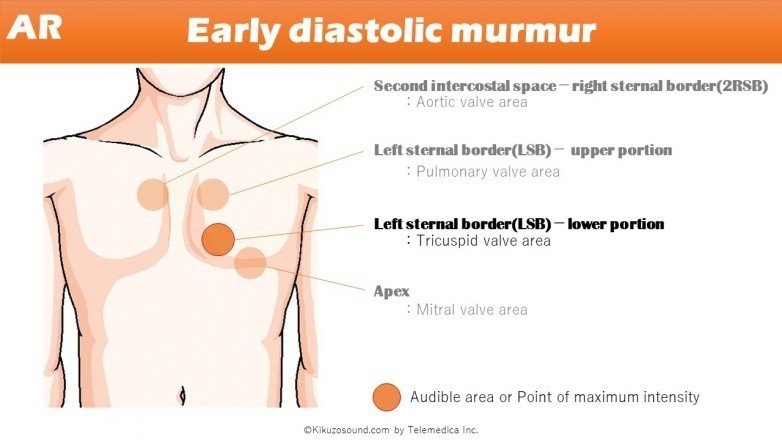 AR
Early diastolic murmur
Second intercostal space－right sternal border(2RSB)
：Aortic valve area
Left sternal border(LSB)－ upper portion
：Pulmonary valve area
Left sternal border(LSB)－lower portion
：Tricuspid valve area
Apex
：Mitral valve area
Audible area or Point of maximum intensity
©Kikuzosound.com by Telemedica Inc.